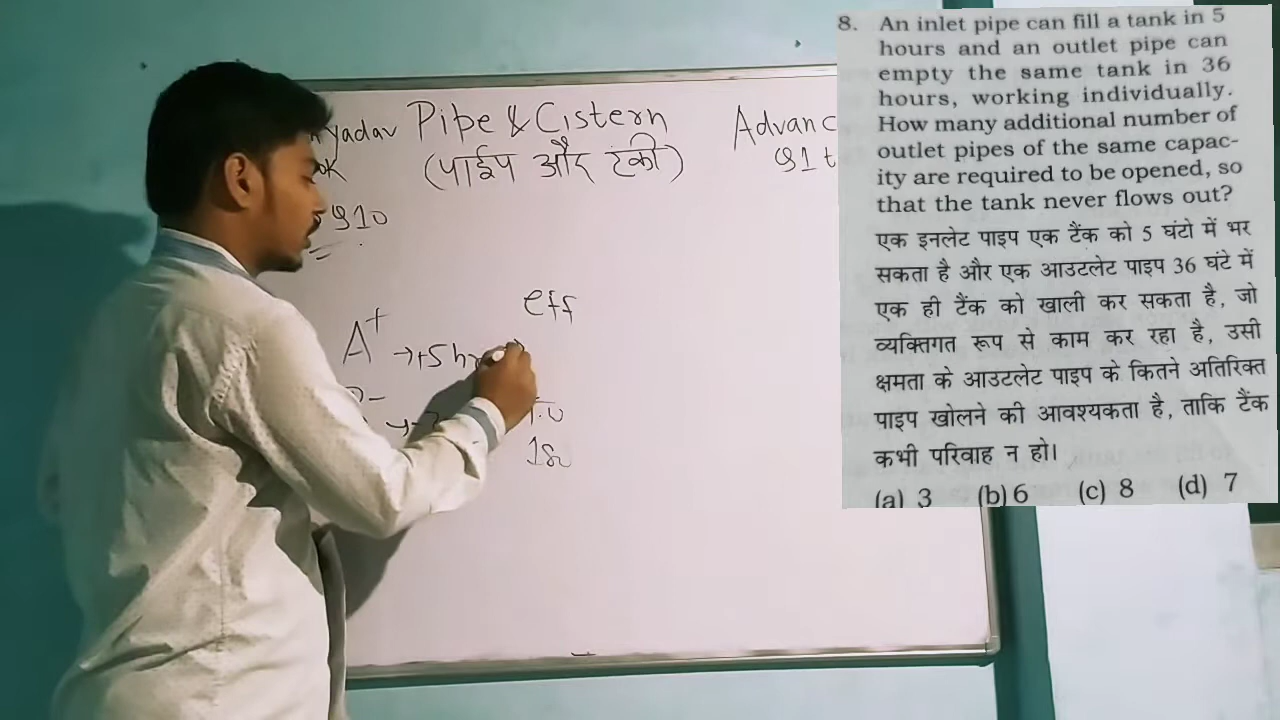 yadav Pipe & Cistern Advanc
(पाईप और टंकी) 91 t
910
eff
A+ →+5 hr
T.U
180
8. An inlet pipe can fill a tank in 5
hours and an outlet pipe can
empty the same tank in 36
hours, working individually.
How many additional number of
outlet pipes of the same capac-
ity are required to be opened, so
that the tank never flows out?
एक इनलेट पाइप एक टैंक को 5 घंटो में भर
सकता है और एक आउटलेट पाइप 36 घंटे में
एक ही टैंक को खाली कर सकता है, जो
व्यक्तिगत रूप से काम कर रहा है, उसी
क्षमता के आउटलेट पाइप के कितने अतिरिक्त
पाइप खोलने की आवश्यकता है, ताकि टैंक
कभी परिवाह न हो।
(a) 3 (b) 6 (c) 8 (d) 7